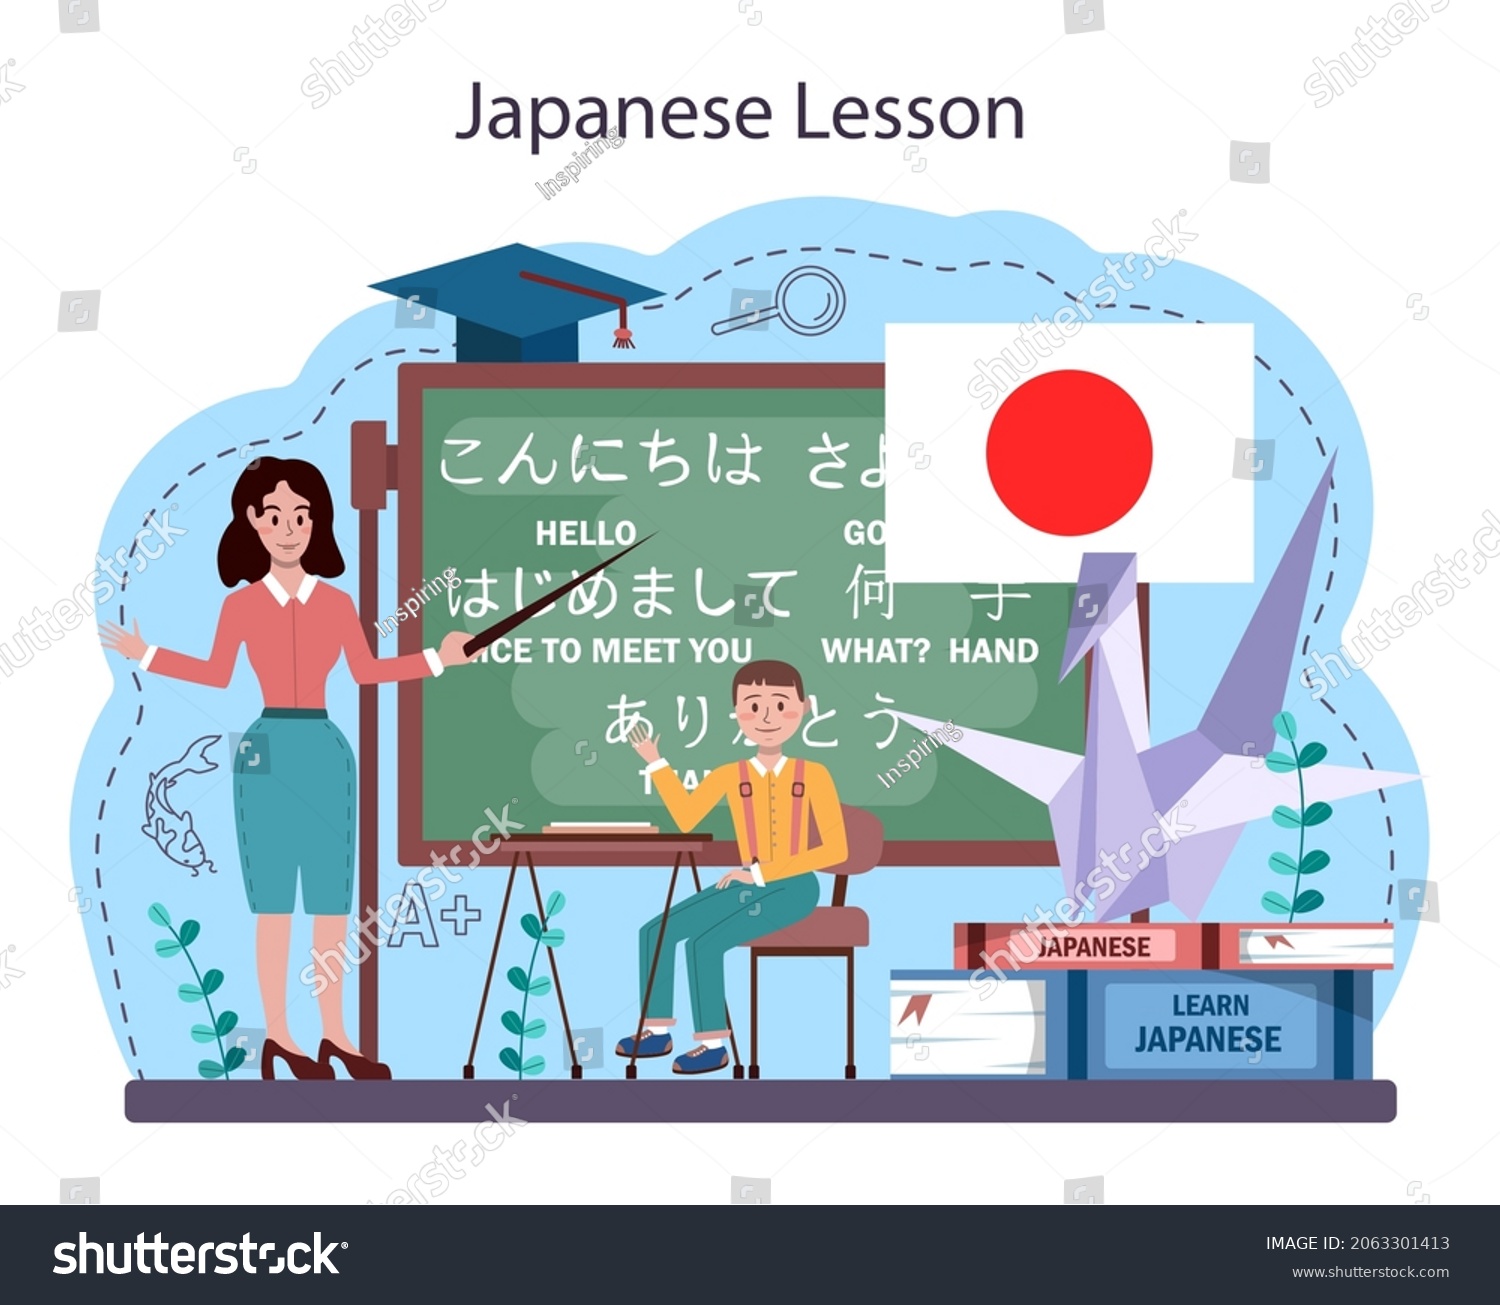 Japanese Lesson
こんにちは さよ
HELLO GO
はじめまして 何
NICE TO MEET YOU WHAT? HAND
あり とう
A+
JAPANESE
LEARN
JAPANESE
shutterstock
IMAGE ID: 2063301413
www.shutterstock.com
shutterstock
Inspiring